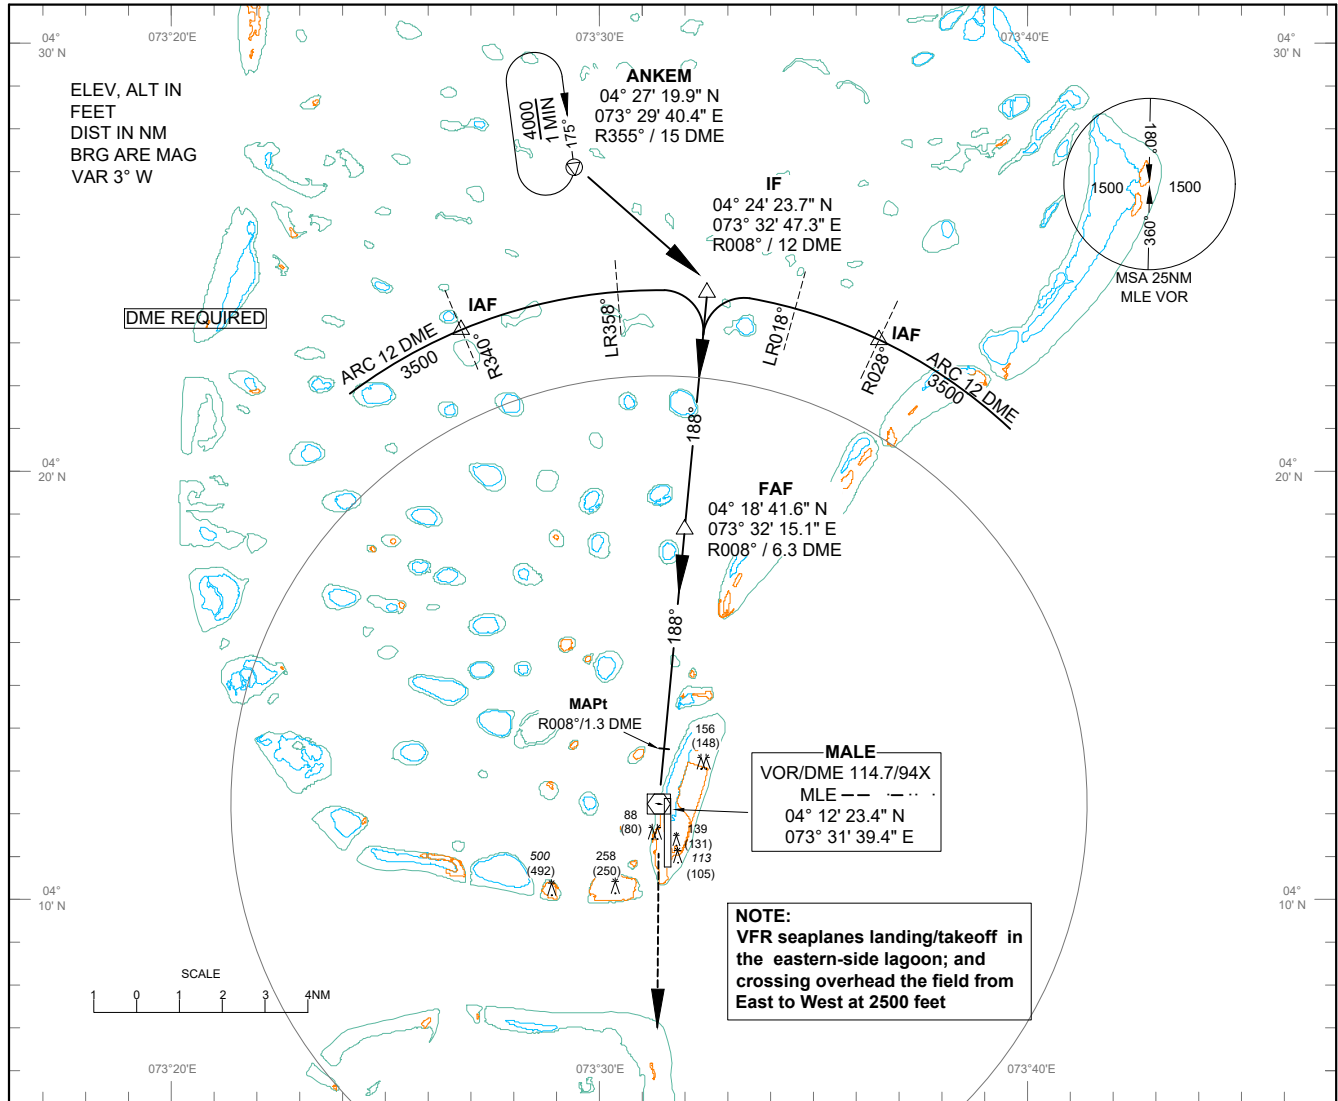 04°
30' N
073°20'E
073°30'E
073°40'E
04°
30' N
ELEV, ALT IN
FEET
DIST IN NM
BRG ARE MAG
VAR 3° W
4000
1 MIN
175°
ANKEM
04° 27' 19.9" N
073° 29' 40.4" E
R355° / 15 DME
IF
04° 24' 23.7" N
073° 32' 47.3" E
R008° / 12 DME
180°
1500
1500
360°
MSA 25NM
MLE VOR
DME REQUIRED
IAF
ARC 12 DME
3500
R340°
LR358°
LR018°
R028°
IAF
ARC 12 DME
3500
188°
04°
20' N
04°
20' N
FAF
04° 18' 41.6" N
073° 32' 15.1" E
R008° / 6.3 DME
188°
MAPt
R008°/1.3 DME
156
(148)
MALE
VOR/DME 114.7/94X
MLE
04° 12' 23.4" N
073° 31' 39.4" E
88
(80)
139
(131)
113
(105)
500
(492)
258
(250)
04°
10' N
04°
10' N
NOTE:
VFR seaplanes landing/takeoff in
the eastern-side lagoon; and
crossing overhead the field from
East to West at 2500 feet
SCALE
1 0 1 2 3 4NM
073°20'E
073°30'E
073°40'E